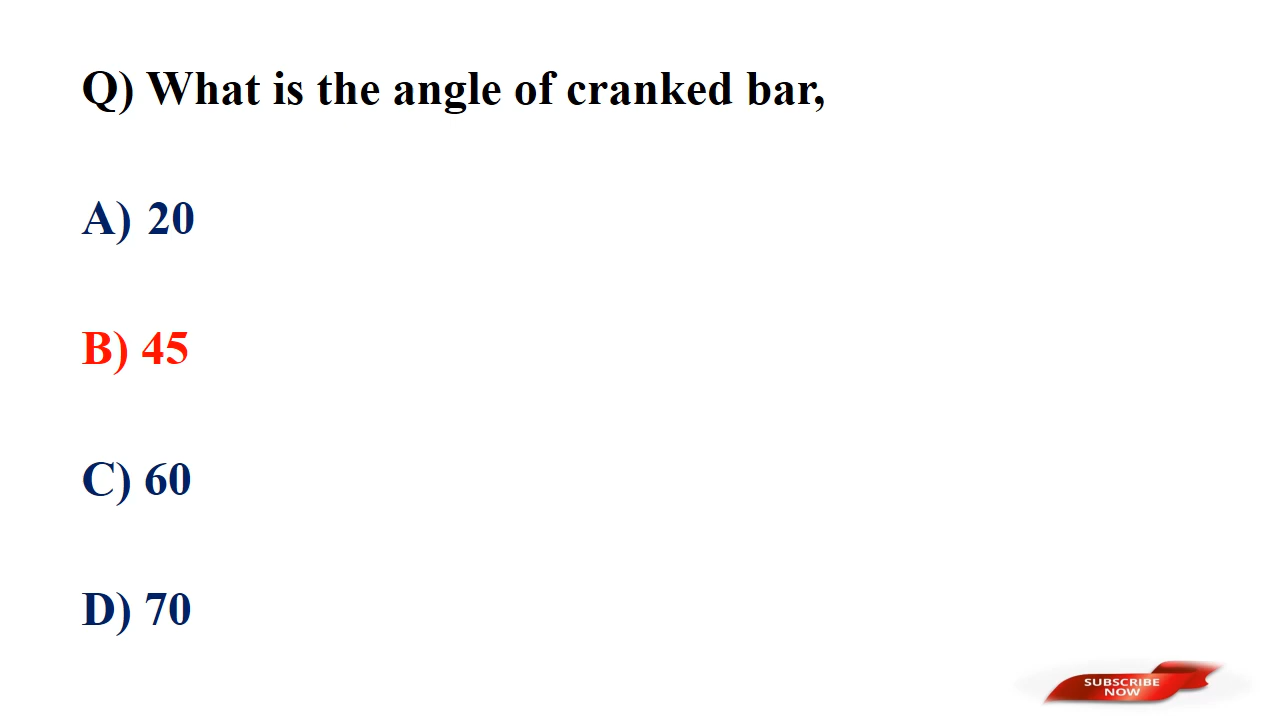 Q) What is the angle of cranked bar,
A) 20
B) 45
C) 60
D) 70
SUBSCRIBE
NOW